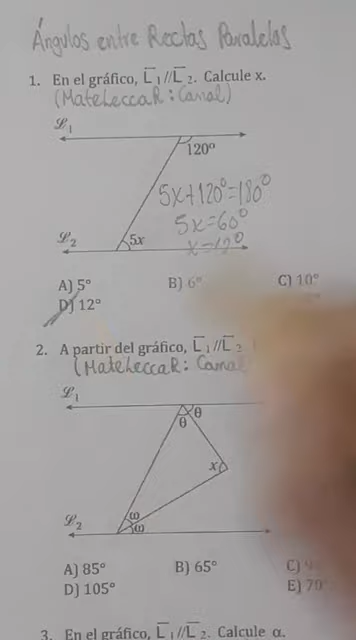 Ángulos entre Rectas Paralelas
1. En el gráfico, L₁//L₂. Calcule x.
(MateLeccaR: Canal)
ℒ₁
120°
5x+120°=180°
5x=60°
x=12°
ℒ₂
5x
A) 5° B) 6° C) 10°
D) 12°
2. A partir del gráfico, L₁//L₂
(MateLeccaR: Canal
ℒ₁
θ
θ
x
ℒ₂
ω
ω
A) 85° B) 65° C)
D) 105° E) 70°
3. En el gráfico, L₁//L₂. Calcule α.